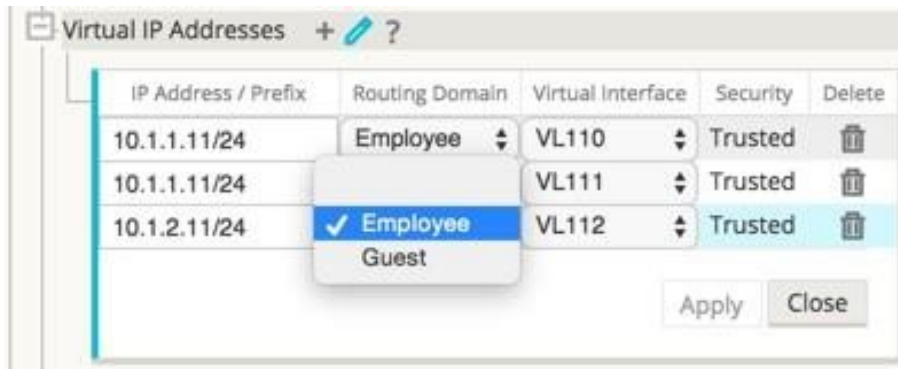 Virtual IP Addresses + ?
IP Address / Prefix Routing Domain Virtual Interface Security Delete
10.1.1.11/24 Employee VL110 Trusted
10.1.1.11/24 VL111 Trusted
10.1.2.11/24 Employee VL112 Trusted
Guest
Apply Close